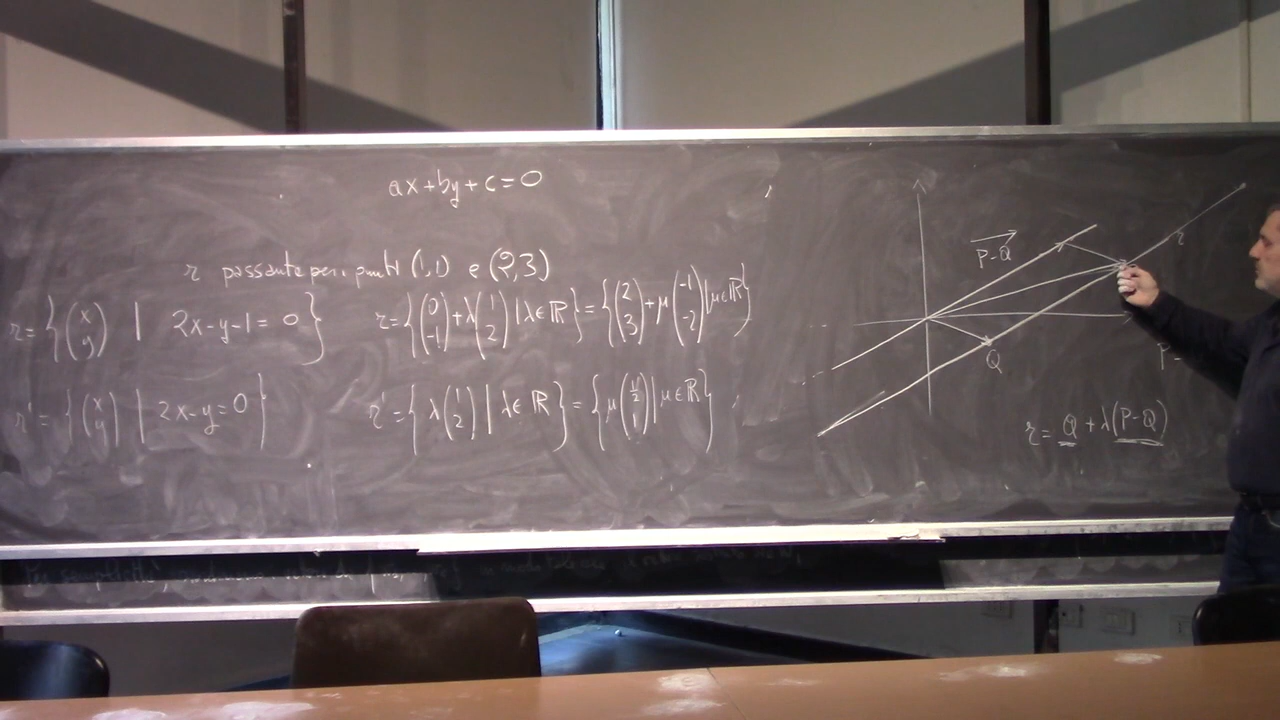 ax+by+c=0
r passante per i punti (1,1) e (2,3)
r = { (x y) | 2x-y-1=0 } r = { (0 -1) + λ (1 2) | λ∈ℝ } = { (2 3) + μ (-1 -2) | μ∈ℝ }
r' = { (x y) | 2x-y=0 } r' = { λ (1 2) | λ∈ℝ } = { μ (1/2 1) | μ∈ℝ }
P-Q
r
Q
P-
r = Q + λ(P-Q)